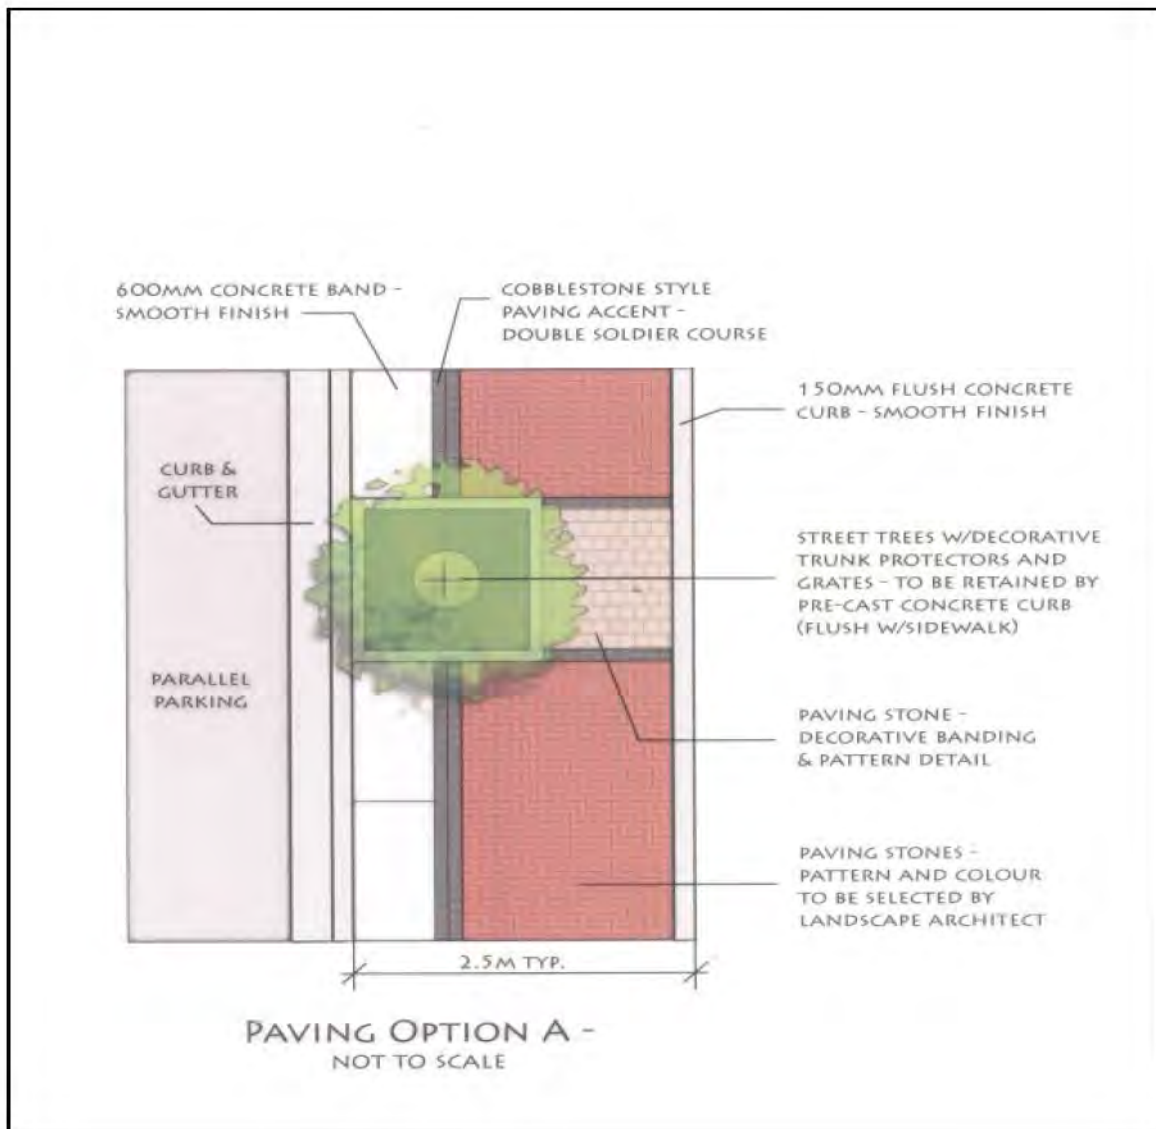 600MM CONCRETE BAND -
SMOOTH FINISH
COBBLESTONE STYLE
PAVING ACCENT -
DOUBLE SOLDIER COURSE
150MM FLUSH CONCRETE
CURB - SMOOTH FINISH
CURB &
GUTTER
STREET TREES W/DECORATIVE
TRUNK PROTECTORS AND
GRATES - TO BE RETAINED BY
PRE-CAST CONCRETE CURB
(FLUSH W/SIDEWALK)
PARALLEL
PARKING
PAVING STONE -
DECORATIVE BANDING
& PATTERN DETAIL
PAVING STONES -
PATTERN AND COLOUR
TO BE SELECTED BY
LANDSCAPE ARCHITECT
2.5M TYP.
PAVING OPTION A -
NOT TO SCALE